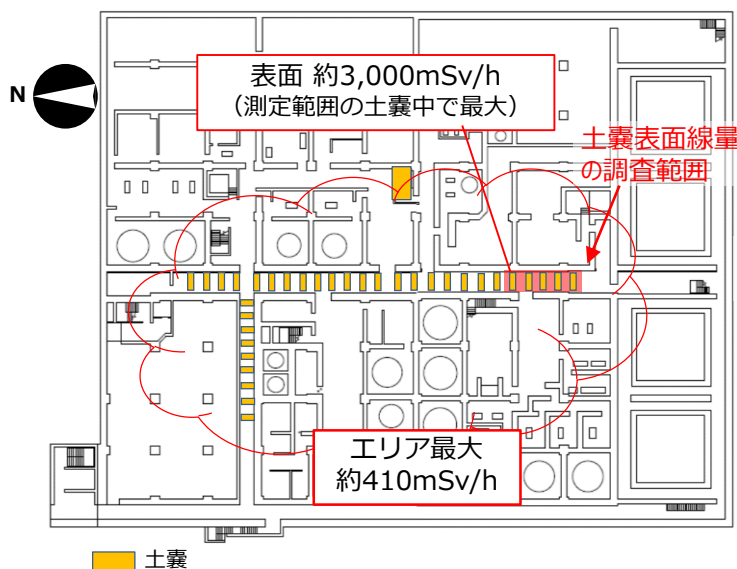 表面 約3,000mSv/h
（測定範囲の土嚢中で最大）
N
土嚢表面線量
の調査範囲
エリア最大
約410mSv/h
土嚢